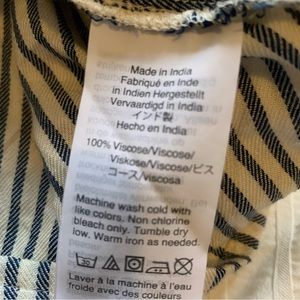 Made in India
Fabriqué en Inde
in Indien Hergestellt
Vervaardigd in India
インド製
Hecho en India
100% Viscose/Viscose/
Viskose/Viscose/ビス
コース/viscosa
Machine wash cold with
like colors. Non chlorine
bleach only. Tumble dry
low. Warm iron as needed.
30
Laver à la machine à l'eau
froide avec des couleurs